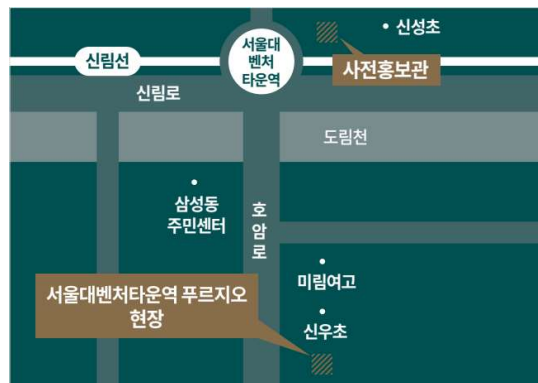 신성초
서울대
벤처
타운역
신림선
사전홍보관
신림로
도림천
삼성동
주민센터
호암로
미림여고
서울대벤처타운역 푸르지오
현장
신우초